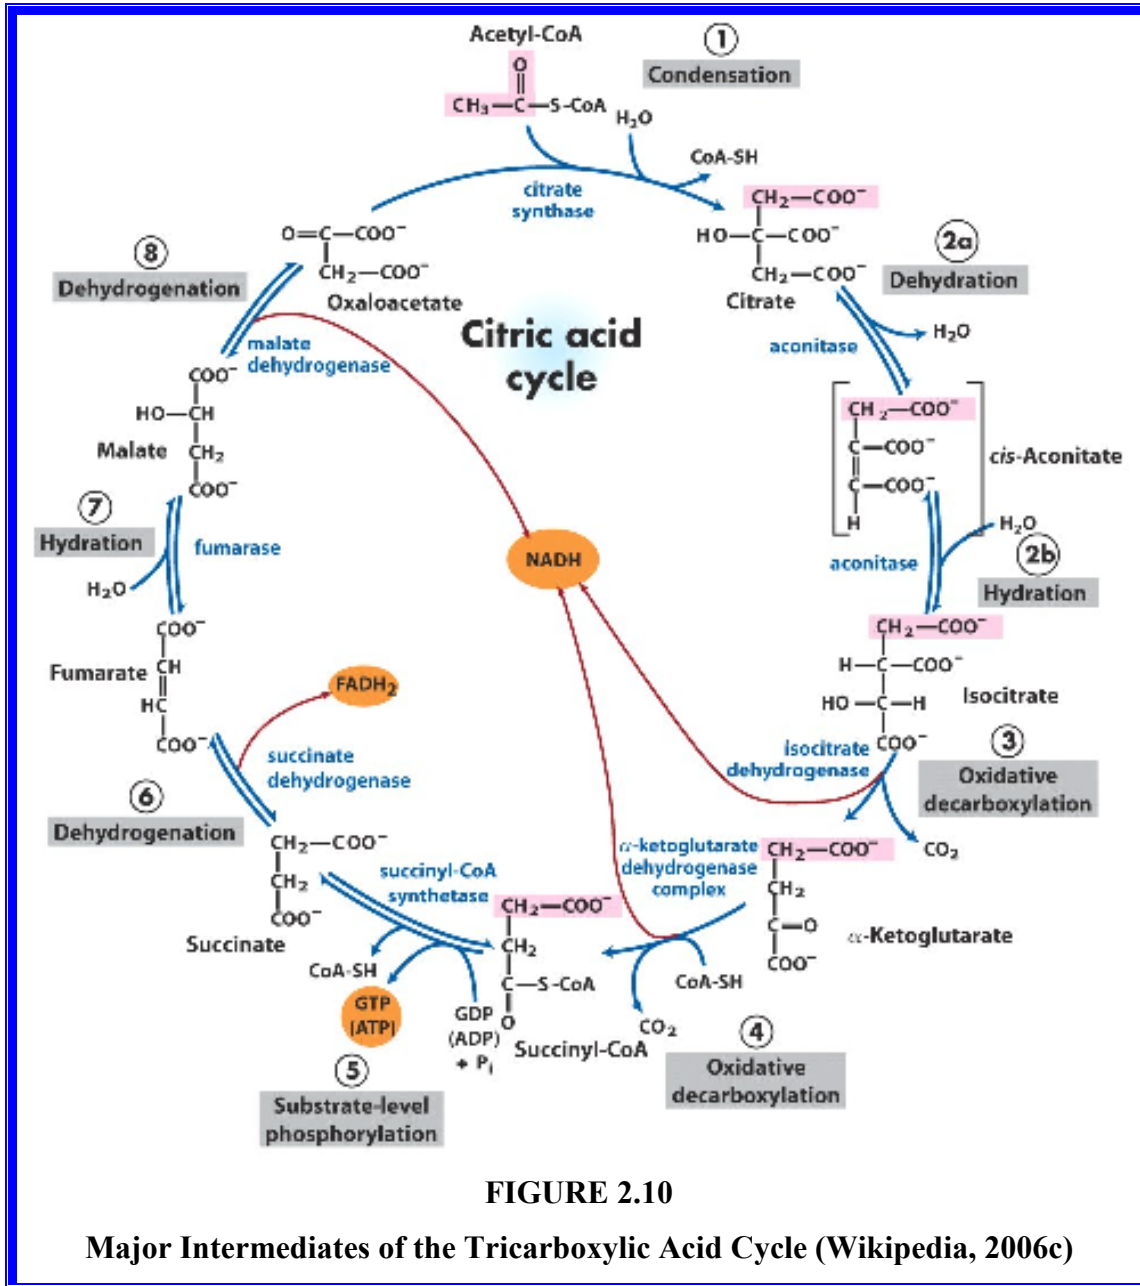 Acetyl-CoA
O
CH₃—C—S-CoA
1
Condensation
H₂O
CoA-SH
citrate
synthase
CH₂—COO⁻
HO—C—COO⁻
CH₂—COO⁻
Citrate
2a
Dehydration
H₂O
aconitase
CH₂—COO⁻
C—COO⁻
C—COO⁻
H
cis-Aconitate
H₂O
aconitase
2b
Hydration
CH₂—COO⁻
H—C—COO⁻
HO—C—H
COO⁻
Isocitrate
isocitrate
dehydrogenase
3
Oxidative
decarboxylation
CO₂
CH₂—COO⁻
CH₂
C—O
COO⁻
α-Ketoglutarate
α-ketoglutarate
dehydrogenase
complex
CoA-SH
CO₂
4
Oxidative
decarboxylation
CH₂—COO⁻
CH₂
C—S-CoA
O
Succinyl-CoA
succinyl-CoA
synthetase
GDP
(ADP)
+ Pᵢ
CoA-SH
GTP
(ATP)
5
Substrate-level
phosphorylation
CH₂—COO⁻
CH₂
COO⁻
Succinate
succinate
dehydrogenase
FADH₂
6
Dehydrogenation
COO⁻
CH
HC
COO⁻
Fumarate
H₂O
fumarase
7
Hydration
COO⁻
HO—CH
CH₂
COO⁻
Malate
malate
dehydrogenase
8
Dehydrogenation
O=C—COO⁻
CH₂—COO⁻
Oxaloacetate
Citric acid
cycle
NADH
FIGURE 2.10
Major Intermediates of the Tricarboxylic Acid Cycle (Wikipedia, 2006c)